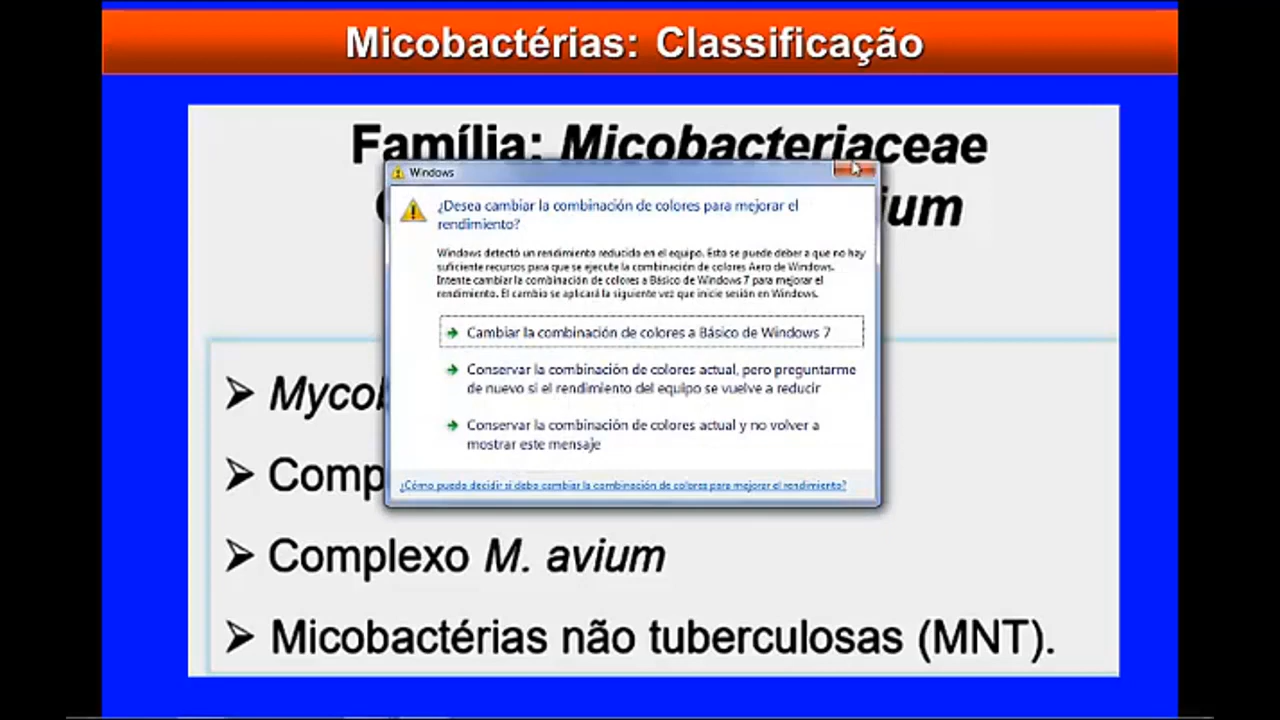 Micobactérias: Classificação
Família: Micobacteriaceae
Windows
¿Desea cambiar la combinación de colores para mejorar el
rendimiento?
Windows detectó un rendimiento reducido en el equipo. Esto se puede deber a que no hay
suficiente recursos para que se ejecute la combinación de colores Aero de Windows.
Intente cambiar la combinación de colores a Básico de Windows 7 para mejorar el
rendimiento. El cambio se aplicará la siguiente vez que inicie sesión en Windows.
Cambiar la combinación de colores a Básico de Windows 7
Conservar la combinación de colores actual, pero preguntarme
de nuevo si el rendimiento del equipo se vuelve a reducir
Conservar la combinación de colores actual y no volver a
mostrar este mensaje
¿Cómo puedo decidir si debo cambiar la combinación de colores para mejorar el rendimiento?
Complexo M. avium
Micobactérias não tuberculosas (MNT).